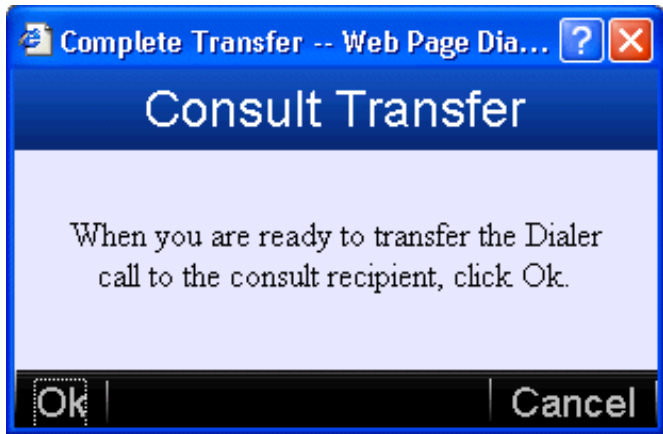 Complete Transfer -- Web Page Dia...
Consult Transfer
When you are ready to transfer the Dialer
call to the consult recipient, click Ok.
Ok
Cancel